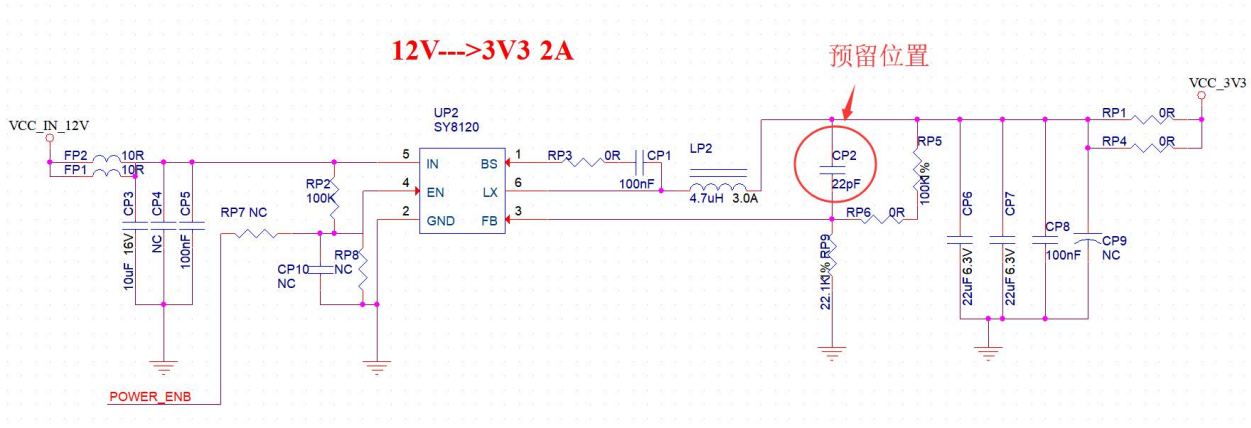 12V--->3V3 2A
预留位置
VCC_3V3
VCC_IN_12V
UP2
SY8120
RP1 0R
FP2 10R
FP1 10R
5 IN BS 1
4 EN LX 6
2 GND FB 3
RP3 0R CP1
100nF
LP2
4.7uH 3.0A
CP2
22pF
RP5
100K 1%
RP4 0R
RP2
100K
CP3
10uF 16V
CP4
NC
CP5
100nF
RP7 NC
RP6 0R
RP8
NC
CP10
NC
RP9
22.1K 1%
CP6
22uF 6.3V
CP7
22uF 6.3V
CP8
100nF
CP9
NC
POWER_ENB